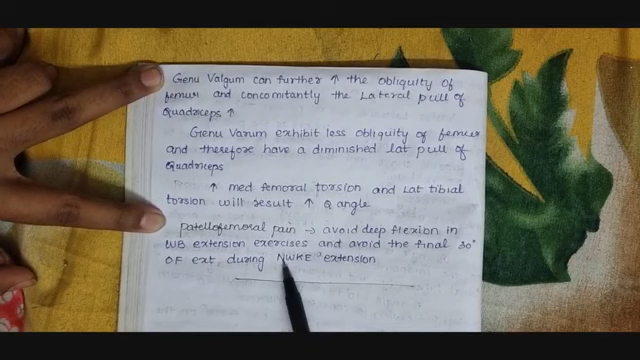 Genu Valgum can further ↑ the obliquity of
femur and concomitantly the Lateral pull of
Quadriceps ↑
Genu Varum exhibit less obliquity of femur
and therefore have a diminished lat pull of
Quadriceps
↑ med femoral torsion and Lat tibial
torsion will result ↑ Q angle
Patellofemoral pain → avoid deep flexion in
WB extension exercises and avoid the final 30°
OF ext during NWKE extension